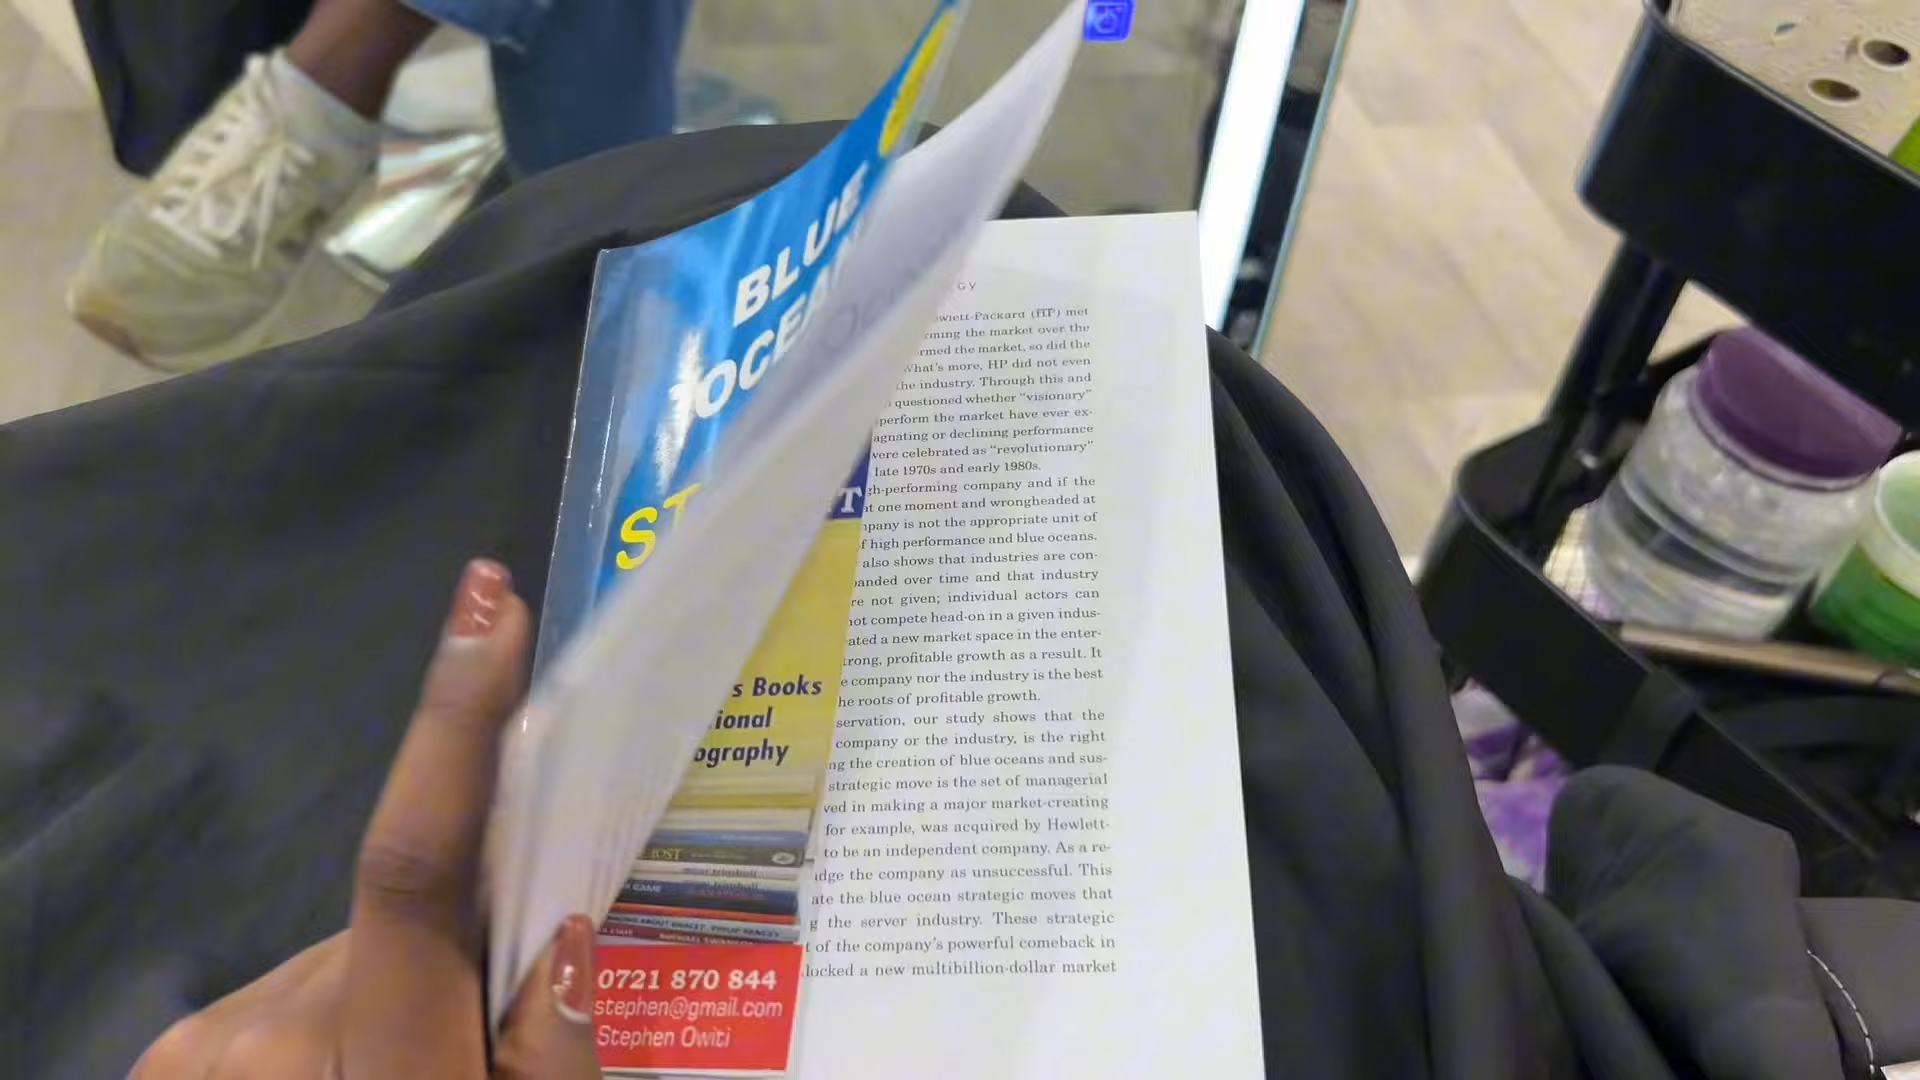 BLUE
OCEAN
ST
T
s Books
ional
ography
OST
GAME
0721 870 844
stephen@gmail.com
Stephen Owiti
GY
wlett-Packard (HP) met
rming the market over the
rmed the market, so did the
What's more, HP did not even
the industry. Through this and
questioned whether "visionary"
perform the market have ever ex-
agnating or declining performance
were celebrated as "revolutionary"
late 1970s and early 1980s.
gh-performing company and if the
at one moment and wrongheaded at
mpany is not the appropriate unit of
of high performance and blue oceans.
also shows that industries are con-
panded over time and that industry
re not given; individual actors can
not compete head-on in a given indus-
ated a new market space in the enter-
trong, profitable growth as a result. It
e company nor the industry is the best
he roots of profitable growth.
servation, our study shows that the
company or the industry, is the right
ng the creation of blue oceans and sus-
strategic move is the set of managerial
ved in making a major market-creating
for example, was acquired by Hewlett-
to be an independent company. As a re-
udge the company as unsuccessful. This
ate the blue ocean strategic moves that
g the server industry. These strategic
t of the company's powerful comeback in
locked a new multibillion-dollar market